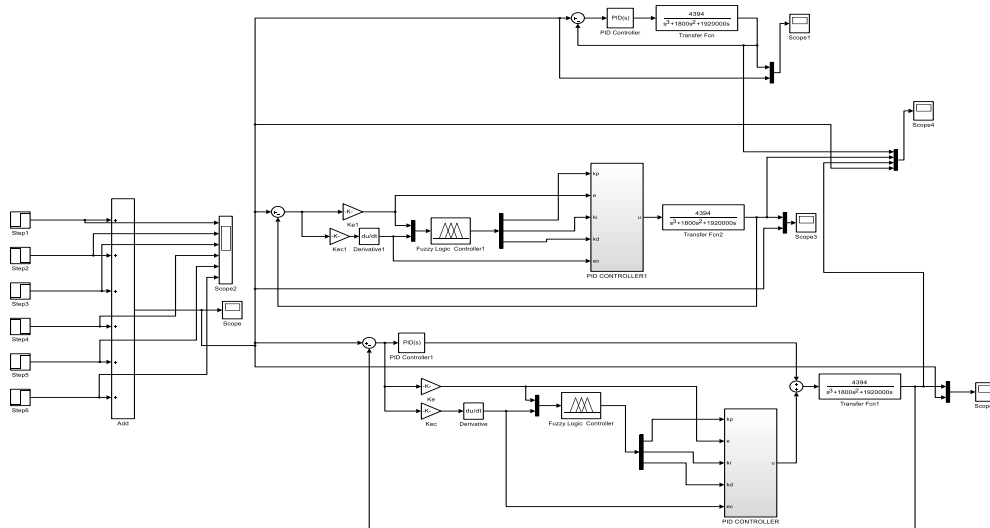 PID(s)
PID Controller
4394
s³+1800s²+1920000s
Transfer Fcn
Scope1
Scope4
Step1
Step2
Step3
Step4
Step5
Step6
+
+
+
+
+
+
Add
Scope2
Scope
-K-
Ke1
-K-
Kec1
du/dt
Derivative1
Fuzzy Logic Controller1
kp
e
ki
kd
ec
u
PID CONTROLLER1
4394
s³+1800s²+1920000s
Transfer Fcn2
Scope3
PID(s)
PID Controller1
-K-
Ke
-K-
Kec
du/dt
Derivative
Fuzzy Logic Controller
kp
e
ki
kd
ec
u
PID CONTROLLER
4394
s³+1800s²+1920000s
Transfer Fcn1
Scope